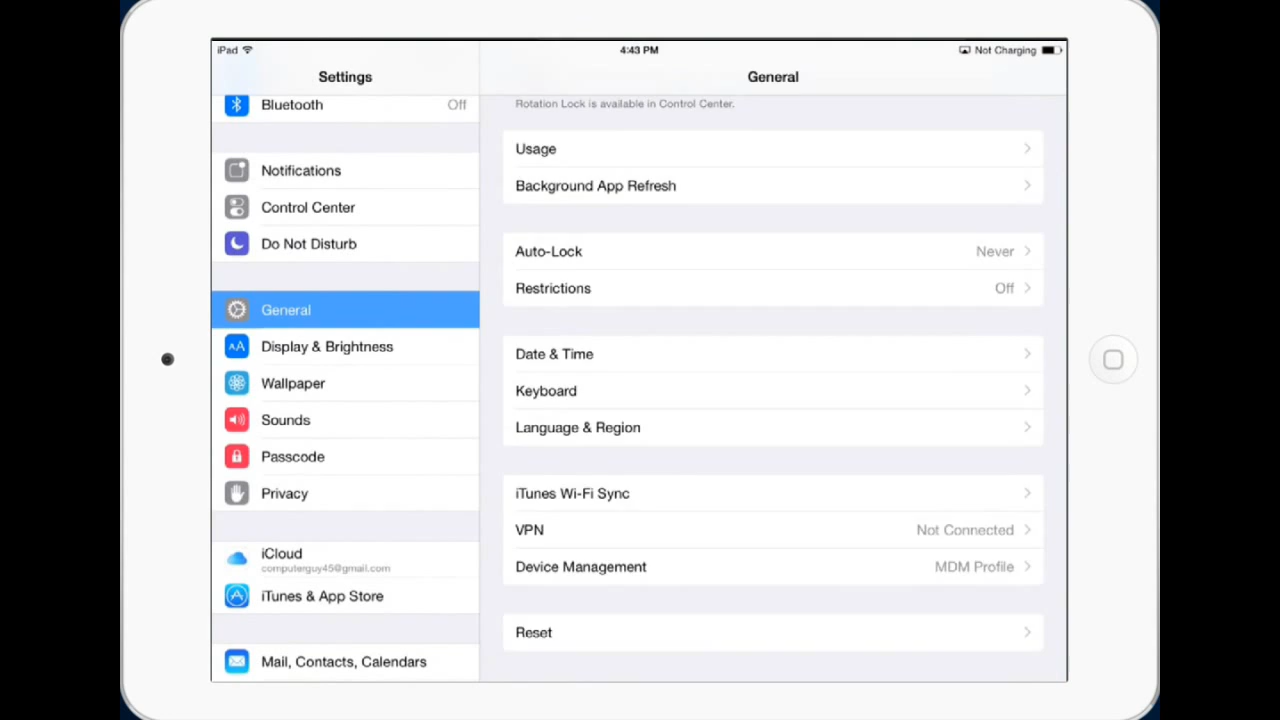 iPad
4:43 PM
Not Charging
Settings
General
Bluetooth Off
Notifications
Control Center
Do Not Disturb
General
AA Display & Brightness
Wallpaper
Sounds
Passcode
Privacy
iCloud
computerguy45@gmail.com
iTunes & App Store
Mail, Contacts, Calendars
Rotation Lock is available in Control Center.
Usage
Background App Refresh
Auto-Lock Never
Restrictions Off
Date & Time
Keyboard
Language & Region
iTunes Wi-Fi Sync
VPN Not Connected
Device Management MDM Profile
Reset